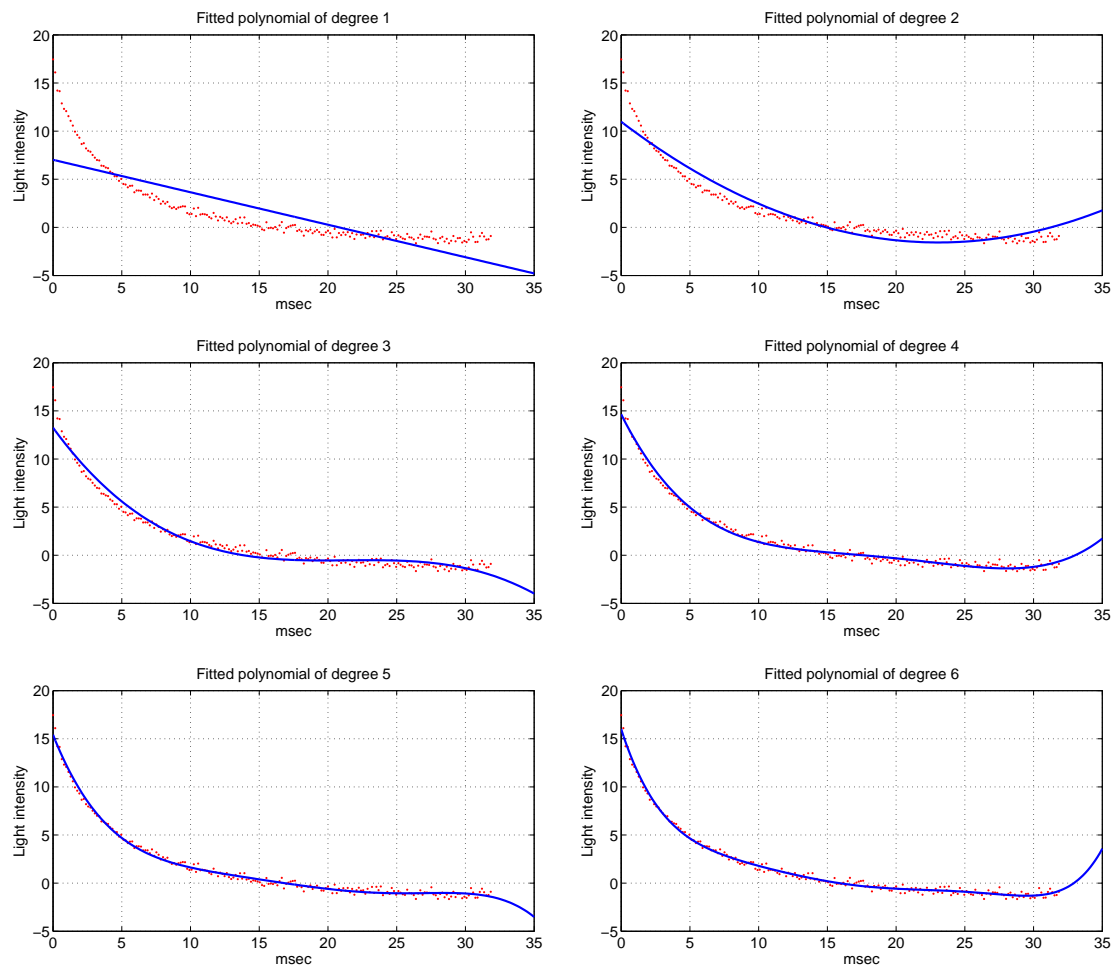 Fitted polynomial of degree 1
20
15
10
5
0
−5
Light intensity
0 5 10 15 20 25 30 35
msec
Fitted polynomial of degree 2
20
15
10
5
0
−5
Light intensity
0 5 10 15 20 25 30 35
msec
Fitted polynomial of degree 3
20
15
10
5
0
−5
Light intensity
0 5 10 15 20 25 30 35
msec
Fitted polynomial of degree 4
20
15
10
5
0
−5
Light intensity
0 5 10 15 20 25 30 35
msec
Fitted polynomial of degree 5
20
15
10
5
0
−5
Light intensity
0 5 10 15 20 25 30 35
msec
Fitted polynomial of degree 6
20
15
10
5
0
−5
Light intensity
0 5 10 15 20 25 30 35
msec